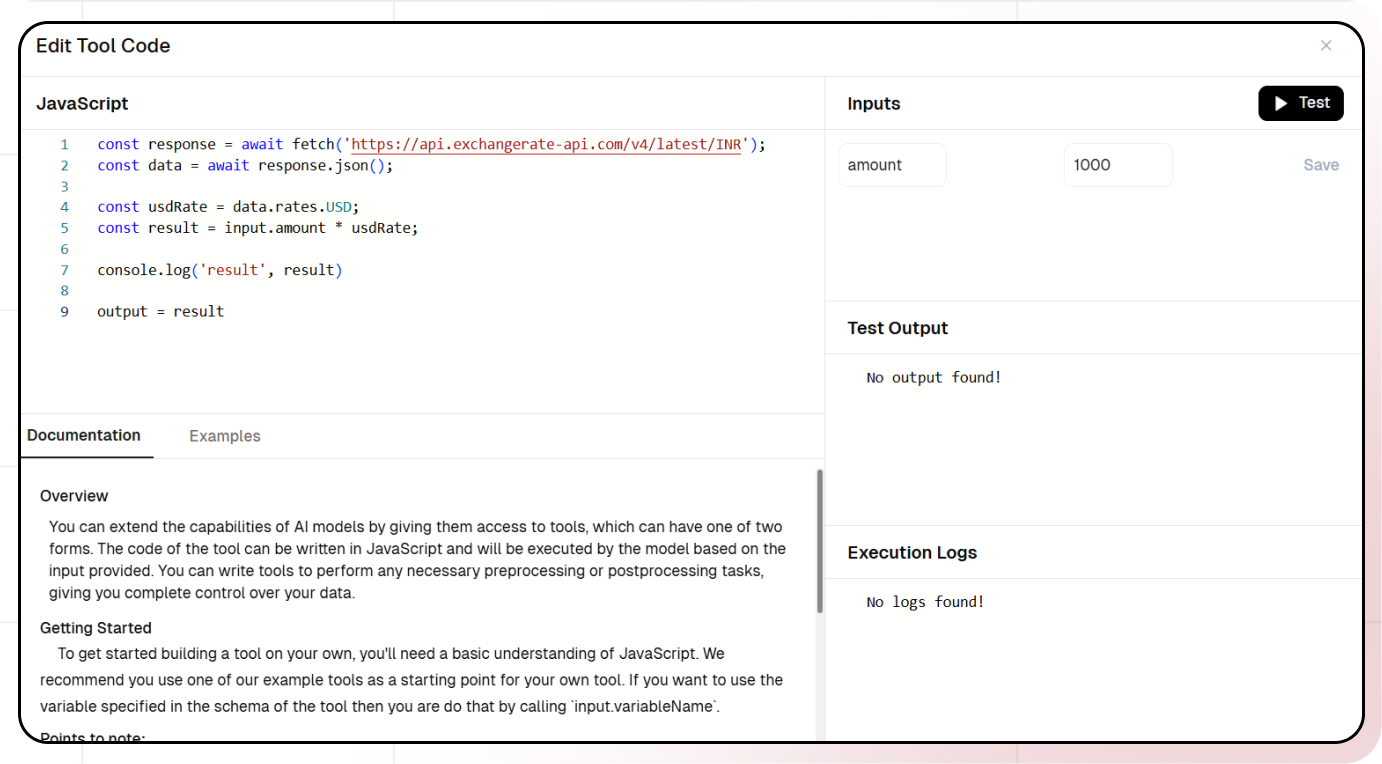 Edit Tool Code
×
JavaScript
1 const response = await fetch('https://api.exchangerate-api.com/v4/latest/INR');
2 const data = await response.json();
3
4 const usdRate = data.rates.USD;
5 const result = input.amount * usdRate;
6
7 console.log('result', result)
8
9 output = result
Documentation Examples
Overview
You can extend the capabilities of AI models by giving them access to tools, which can have one of two
forms. The code of the tool can be written in JavaScript and will be executed by the model based on the
input provided. You can write tools to perform any necessary preprocessing or postprocessing tasks,
giving you complete control over your data.
Getting Started
To get started building a tool on your own, you'll need a basic understanding of JavaScript. We
recommend you use one of our example tools as a starting point for your own tool. If you want to use the
variable specified in the schema of the tool then you are do that by calling `input.variableName`.
Points to note:
Inputs
Test
amount 1000 Save
Test Output
No output found!
Execution Logs
No logs found!